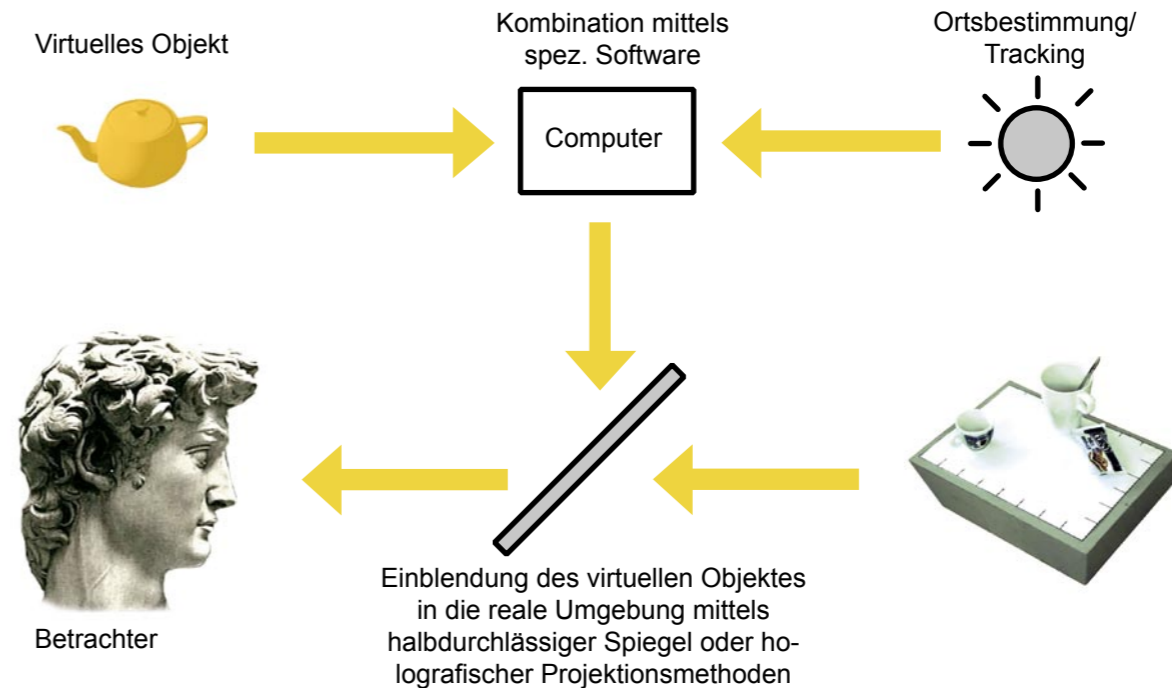 Virtuelles Objekt
Kombination mittels
spez. Software
Ortsbestimmung/
Tracking
Computer
Betrachter
Einblendung des virtuellen Objektes
in die reale Umgebung mittels
halbdurchlässiger Spiegel oder ho-
lografischer Projektionsmethoden